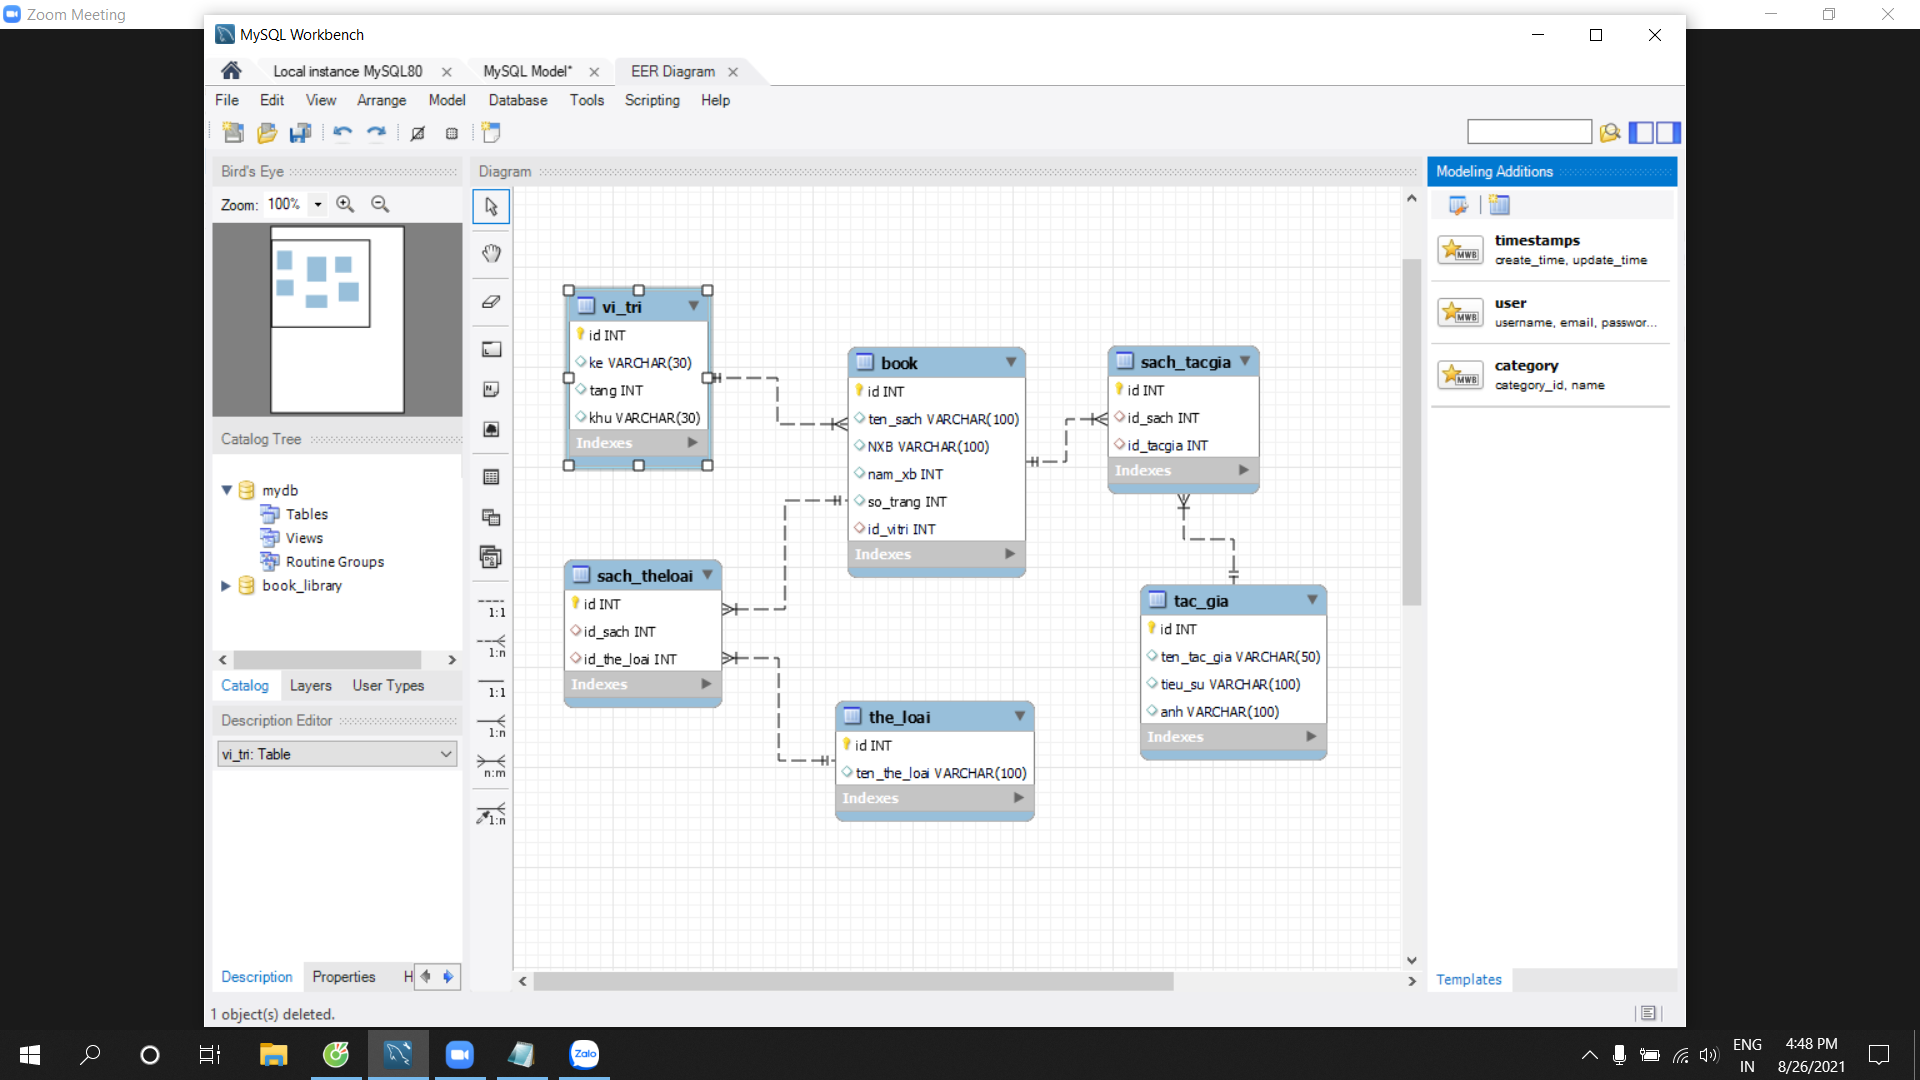 Zoom Meeting
MySQL Workbench
Local instance MySQL80
MySQL Model*
EER Diagram
File Edit View Arrange Model Database Tools Scripting Help
Bird's Eye
Zoom: 100%
Catalog Tree
mydb
Tables
Views
Routine Groups
book_library
Catalog Layers User Types
Description Editor
vi_tri: Table
Description Properties H
1 object(s) deleted.
Diagram
1:1
1:n
1:1
1:n
n:m
1:n
vi_tri
id INT
ke VARCHAR(30)
tang INT
khu VARCHAR(30)
Indexes
book
id INT
ten_sach VARCHAR(100)
NXB VARCHAR(100)
nam_xb INT
so_trang INT
id_vitri INT
Indexes
sach_tacgia
id INT
id_sach INT
id_tacgia INT
Indexes
sach_theloai
id INT
id_sach INT
id_the_loai INT
Indexes
tac_gia
id INT
ten_tac_gia VARCHAR(50)
tieu_su VARCHAR(100)
anh VARCHAR(100)
Indexes
the_loai
id INT
ten_the_loai VARCHAR(100)
Indexes
Modeling Additions
MWB
timestamps
create_time, update_time
MWB
user
username, email, passwor...
MWB
category
category_id, name
Templates
Zalo
ENG
IN
4:48 PM
8/26/2021